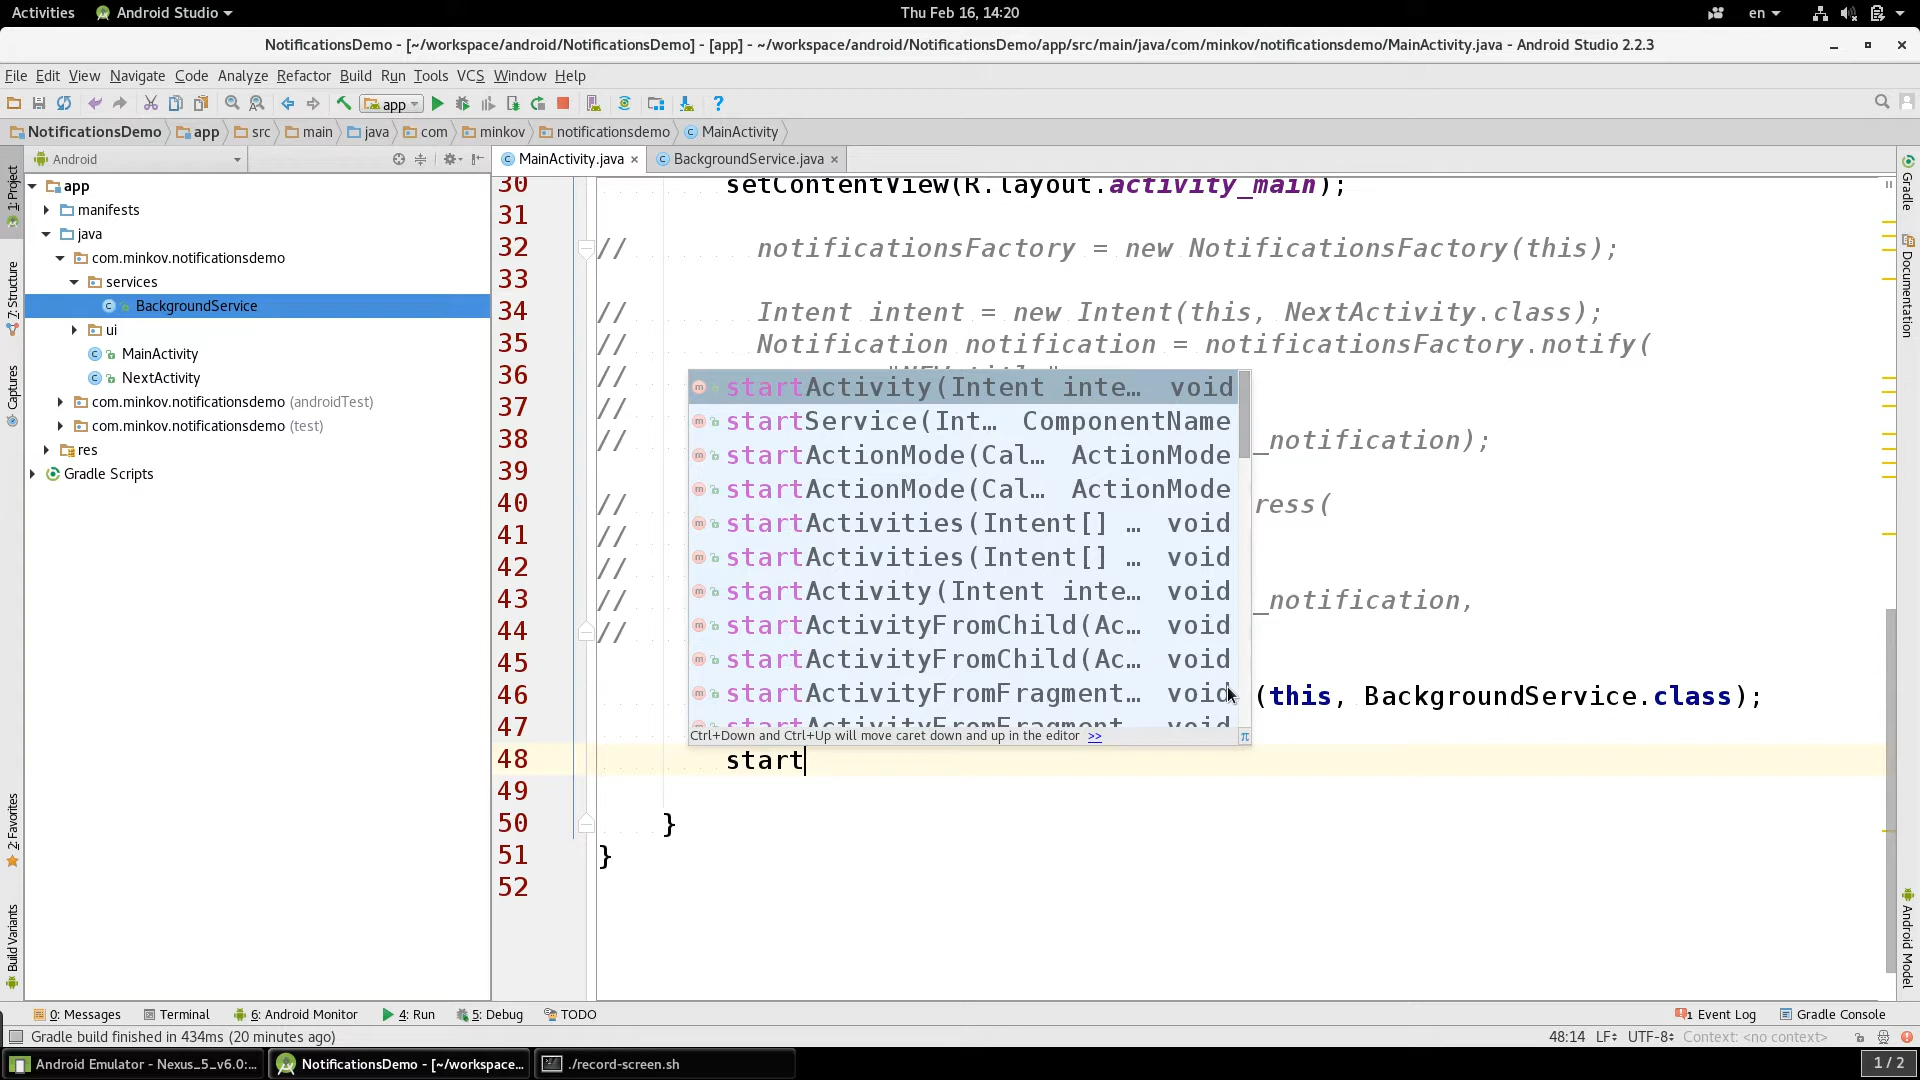 Activities Android Studio Thu Feb 16, 14:20 en
NotificationsDemo - [~/workspace/android/NotificationsDemo] - [app] - ~/workspace/android/NotificationsDemo/app/src/main/java/com/minkov/notificationsdemo/MainActivity.java - Android Studio 2.2.3
File Edit View Navigate Code Analyze Refactor Build Run Tools VCS Window Help
app
NotificationsDemo app src main java com minkov notificationsdemo MainActivity
Android
MainActivity.java BackgroundService.java
1: Project
7: Structure
Captures
2: Favorites
Build Variants
app
manifests
java
com.minkov.notificationsdemo
services
BackgroundService
ui
MainActivity
NextActivity
com.minkov.notificationsdemo (androidTest)
com.minkov.notificationsdemo (test)
res
Gradle Scripts
30 setContentView(R.layout.activity_main);
31
32 // notificationsFactory = new NotificationsFactory(this);
33
34 // Intent intent = new Intent(this, NextActivity.class);
35 // Notification notification = notificationsFactory.notify(
36 //
37 //
38 // _notification);
39
40 // ress(
41 //
42 //
43 // _notification,
44 //
45
46 (this, BackgroundService.class);
47
48 start
49
50 }
51 }
52
startActivity(Intent inte… void
startService(Int… ComponentName
startActionMode(Cal… ActionMode
startActionMode(Cal… ActionMode
startActivities(Intent[] … void
startActivities(Intent[] … void
startActivity(Intent inte… void
startActivityFromChild(Ac… void
startActivityFromChild(Ac… void
startActivityFromFragment… void
startActivityFromFragment… void
Ctrl+Down and Ctrl+Up will move caret down and up in the editor >> π
Gradle
Documentation
Android Model
0: Messages Terminal 6: Android Monitor 4: Run 5: Debug TODO 1 Event Log Gradle Console
Gradle build finished in 434ms (20 minutes ago) 48:14 LF UTF-8 Context: <no context>
Android Emulator - Nexus_5_v6.0:... NotificationsDemo - [~/workspace... ./record-screen.sh 1 / 2